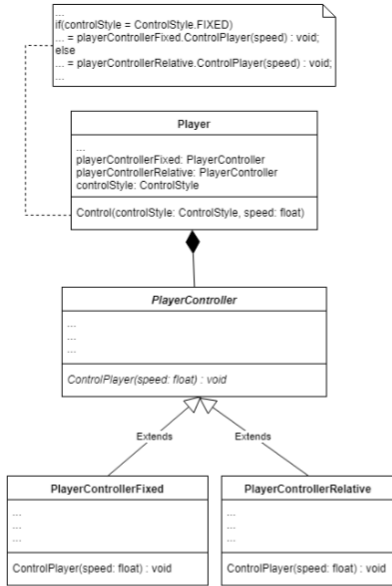 ...
if(controlStyle = ControlStyle.FIXED)
... = playerControllerFixed.ControlPlayer(speed) : void;
else
... = playerControllerRelative.ControlPlayer(speed) : void;
...
Player
...
playerControllerFixed: PlayerController
playerControllerRelative: PlayerController
controlStyle: ControlStyle
Control(controlStyle: ControlStyle, speed: float)
PlayerController
...
...
...
ControlPlayer(speed: float) : void
Extends
Extends
PlayerControllerFixed
...
...
...
ControlPlayer(speed: float) : void
PlayerControllerRelative
...
...
...
ControlPlayer(speed: float) : void